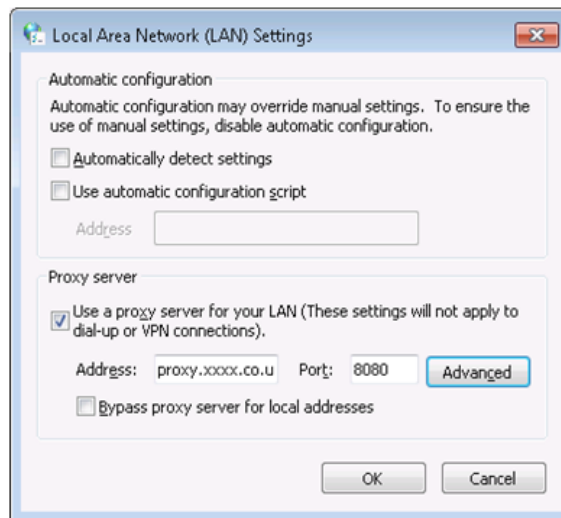 Local Area Network (LAN) Settings
Automatic configuration
Automatic configuration may override manual settings. To ensure the
use of manual settings, disable automatic configuration.
Automatically detect settings
Use automatic configuration script
Address
Proxy server
Use a proxy server for your LAN (These settings will not apply to
dial-up or VPN connections).
Address: proxy.xxxx.co.u Port: 8080 Advanced
Bypass proxy server for local addresses
OK Cancel